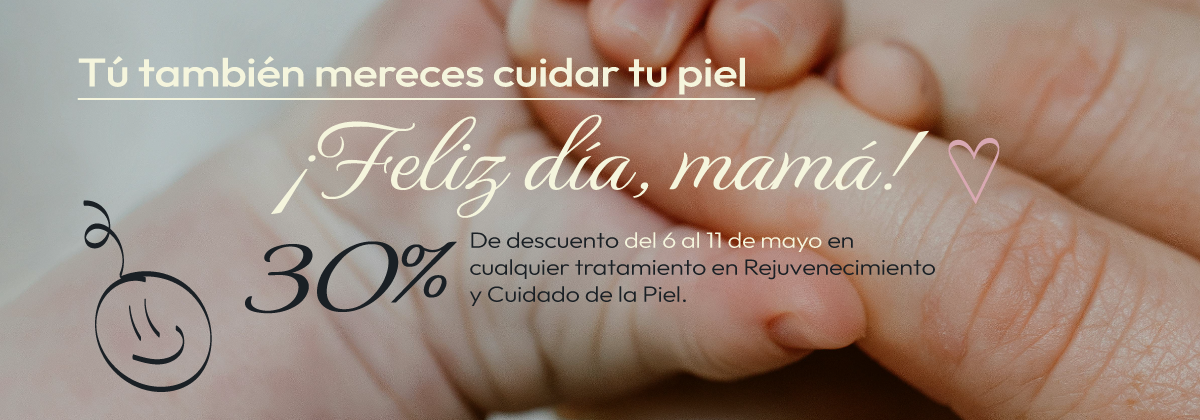 Tú también mereces cuidar tu piel
¡Feliz día, mamá!
30%
De descuento del 6 al 11 de mayo en
cualquier tratamiento en Rejuvenecimiento
y Cuidado de la Piel.